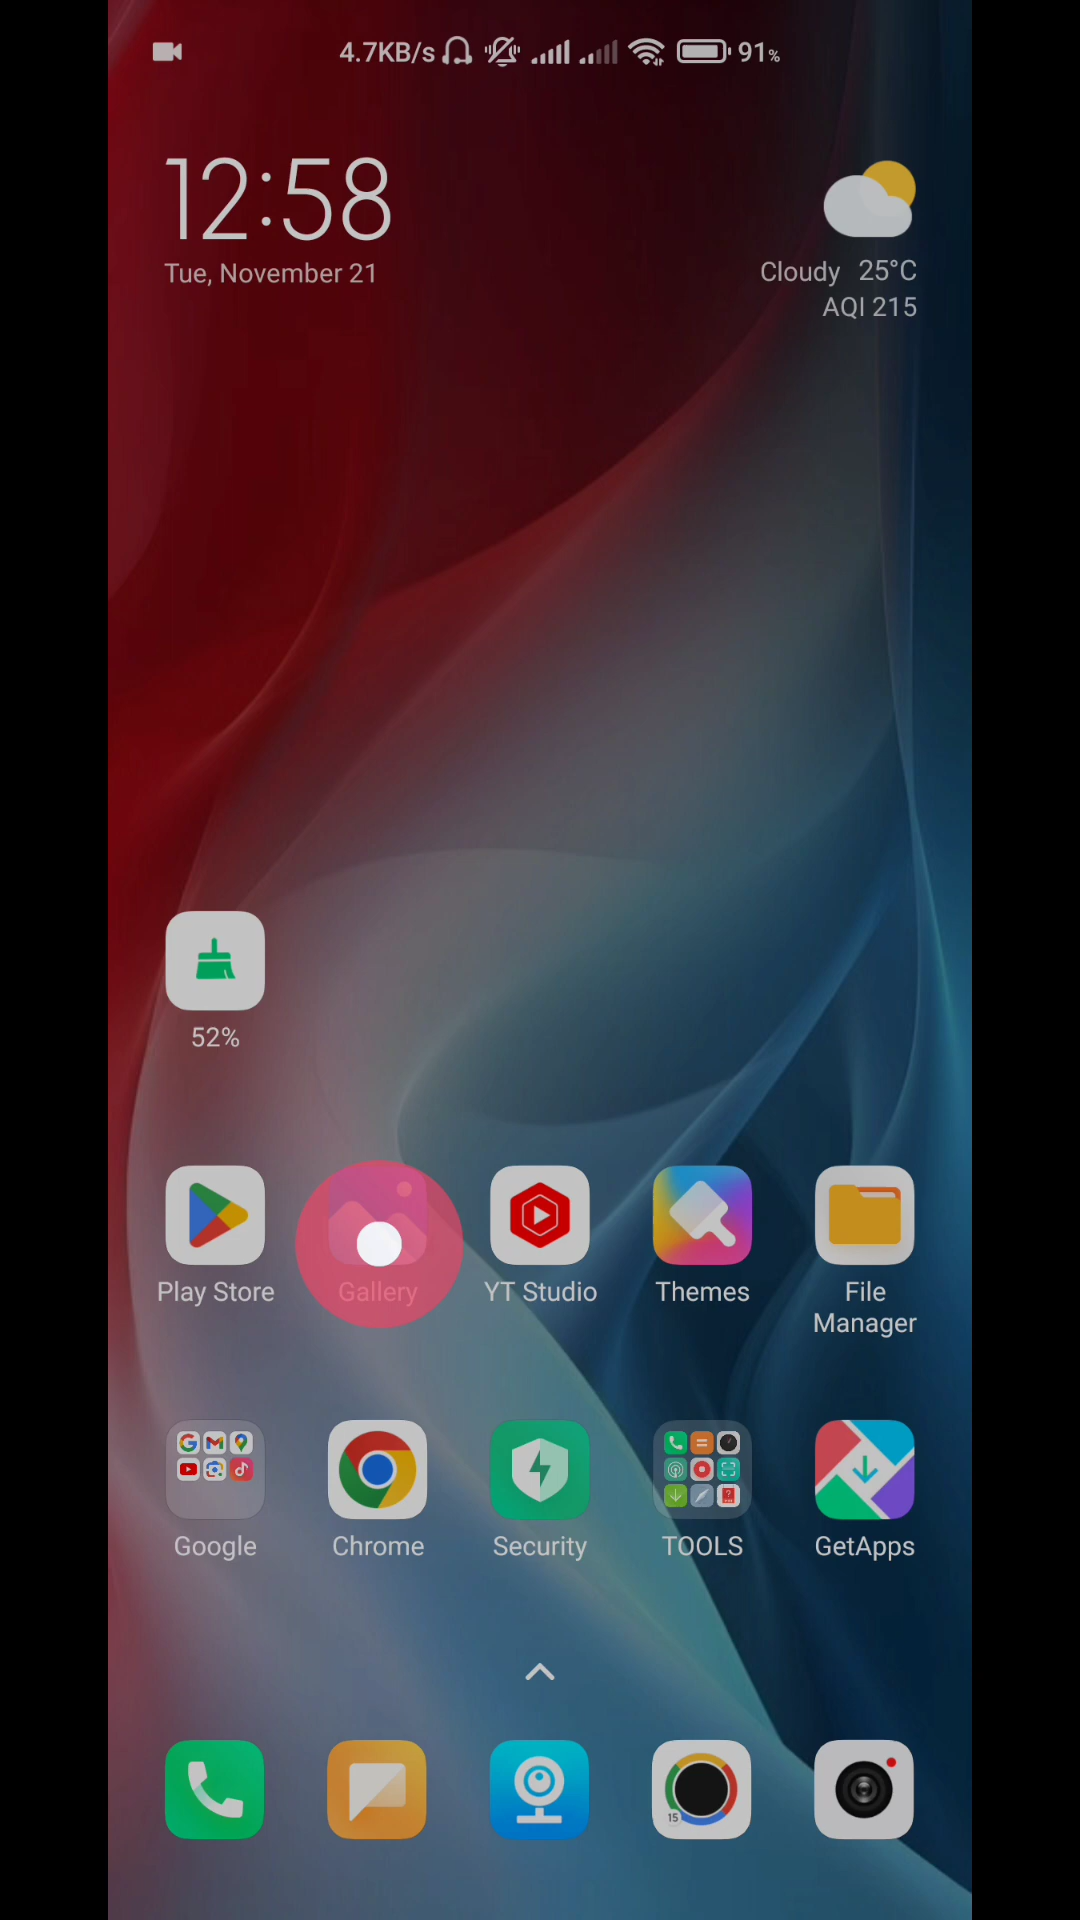 4.7KB/s 91%
12:58
Tue, November 21
Cloudy 25°C
AQI 215
52%
Play Store Gallery YT Studio Themes File Manager
Google Chrome Security TOOLS GetApps
15